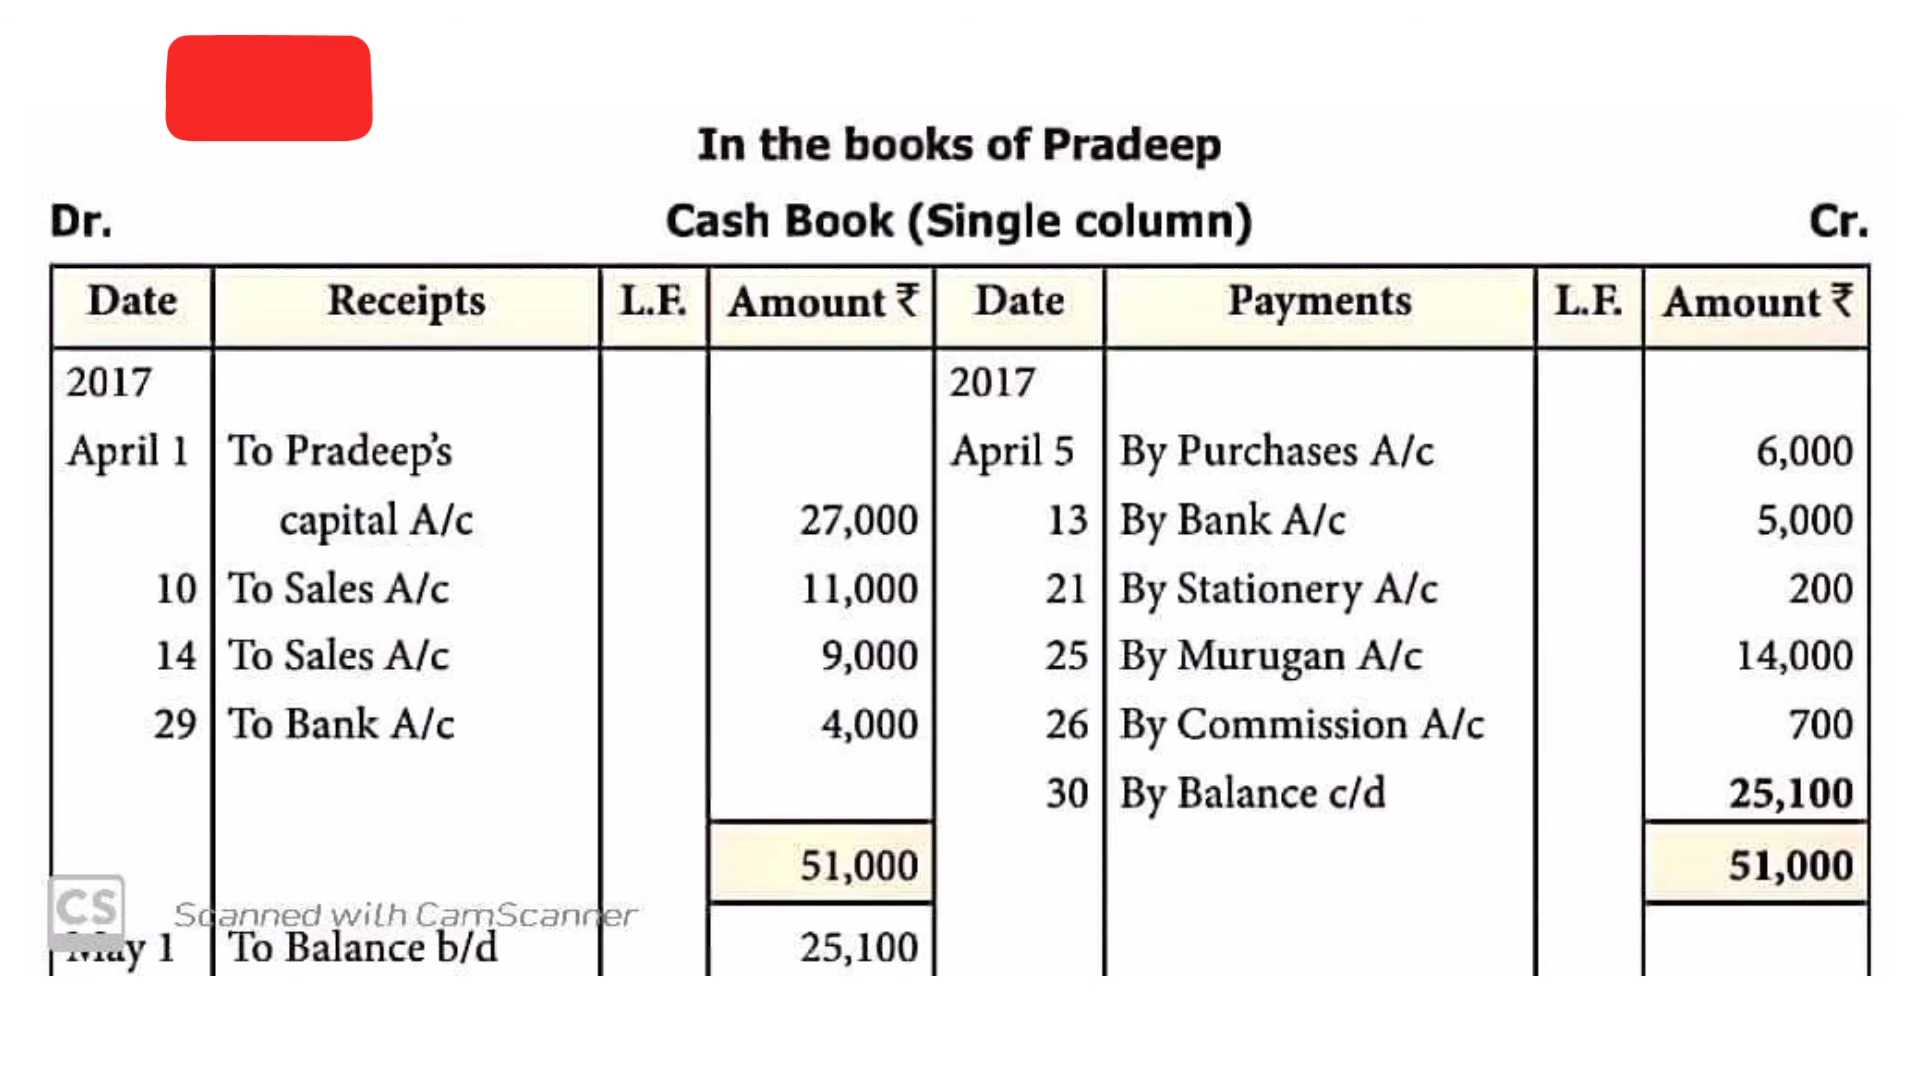 In the books of Pradeep
Dr. Cash Book (Single column) Cr.
Date Receipts L.F. Amount ₹ Date Payments L.F. Amount ₹
2017 2017
April 1 To Pradeep's April 5 By Purchases A/c 6,000
capital A/c 27,000 13 By Bank A/c 5,000
10 To Sales A/c 11,000 21 By Stationery A/c 200
14 To Sales A/c 9,000 25 By Murugan A/c 14,000
29 To Bank A/c 4,000 26 By Commission A/c 700
30 By Balance c/d 25,100
51,000 51,000
CS Scanned with CamScanner
May 1 To Balance b/d 25,100